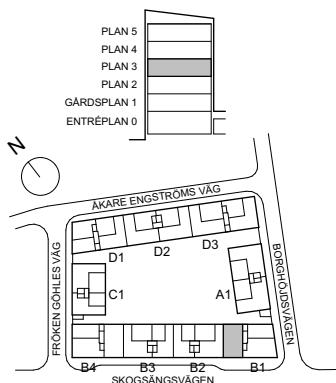 PLAN 5
PLAN 4
PLAN 3
PLAN 2
GÅRDSPLAN 1
ENTRÉPLAN 0
N
ÅKARE ENGSTRÖMS VÄG
D1
D2
D3
FRÖKEN GÖHLES VÄG
BORGHÖJDSVÄGEN
C1
A1
B4
B3
B2
B1
SKOGSÄNGSVÄGEN